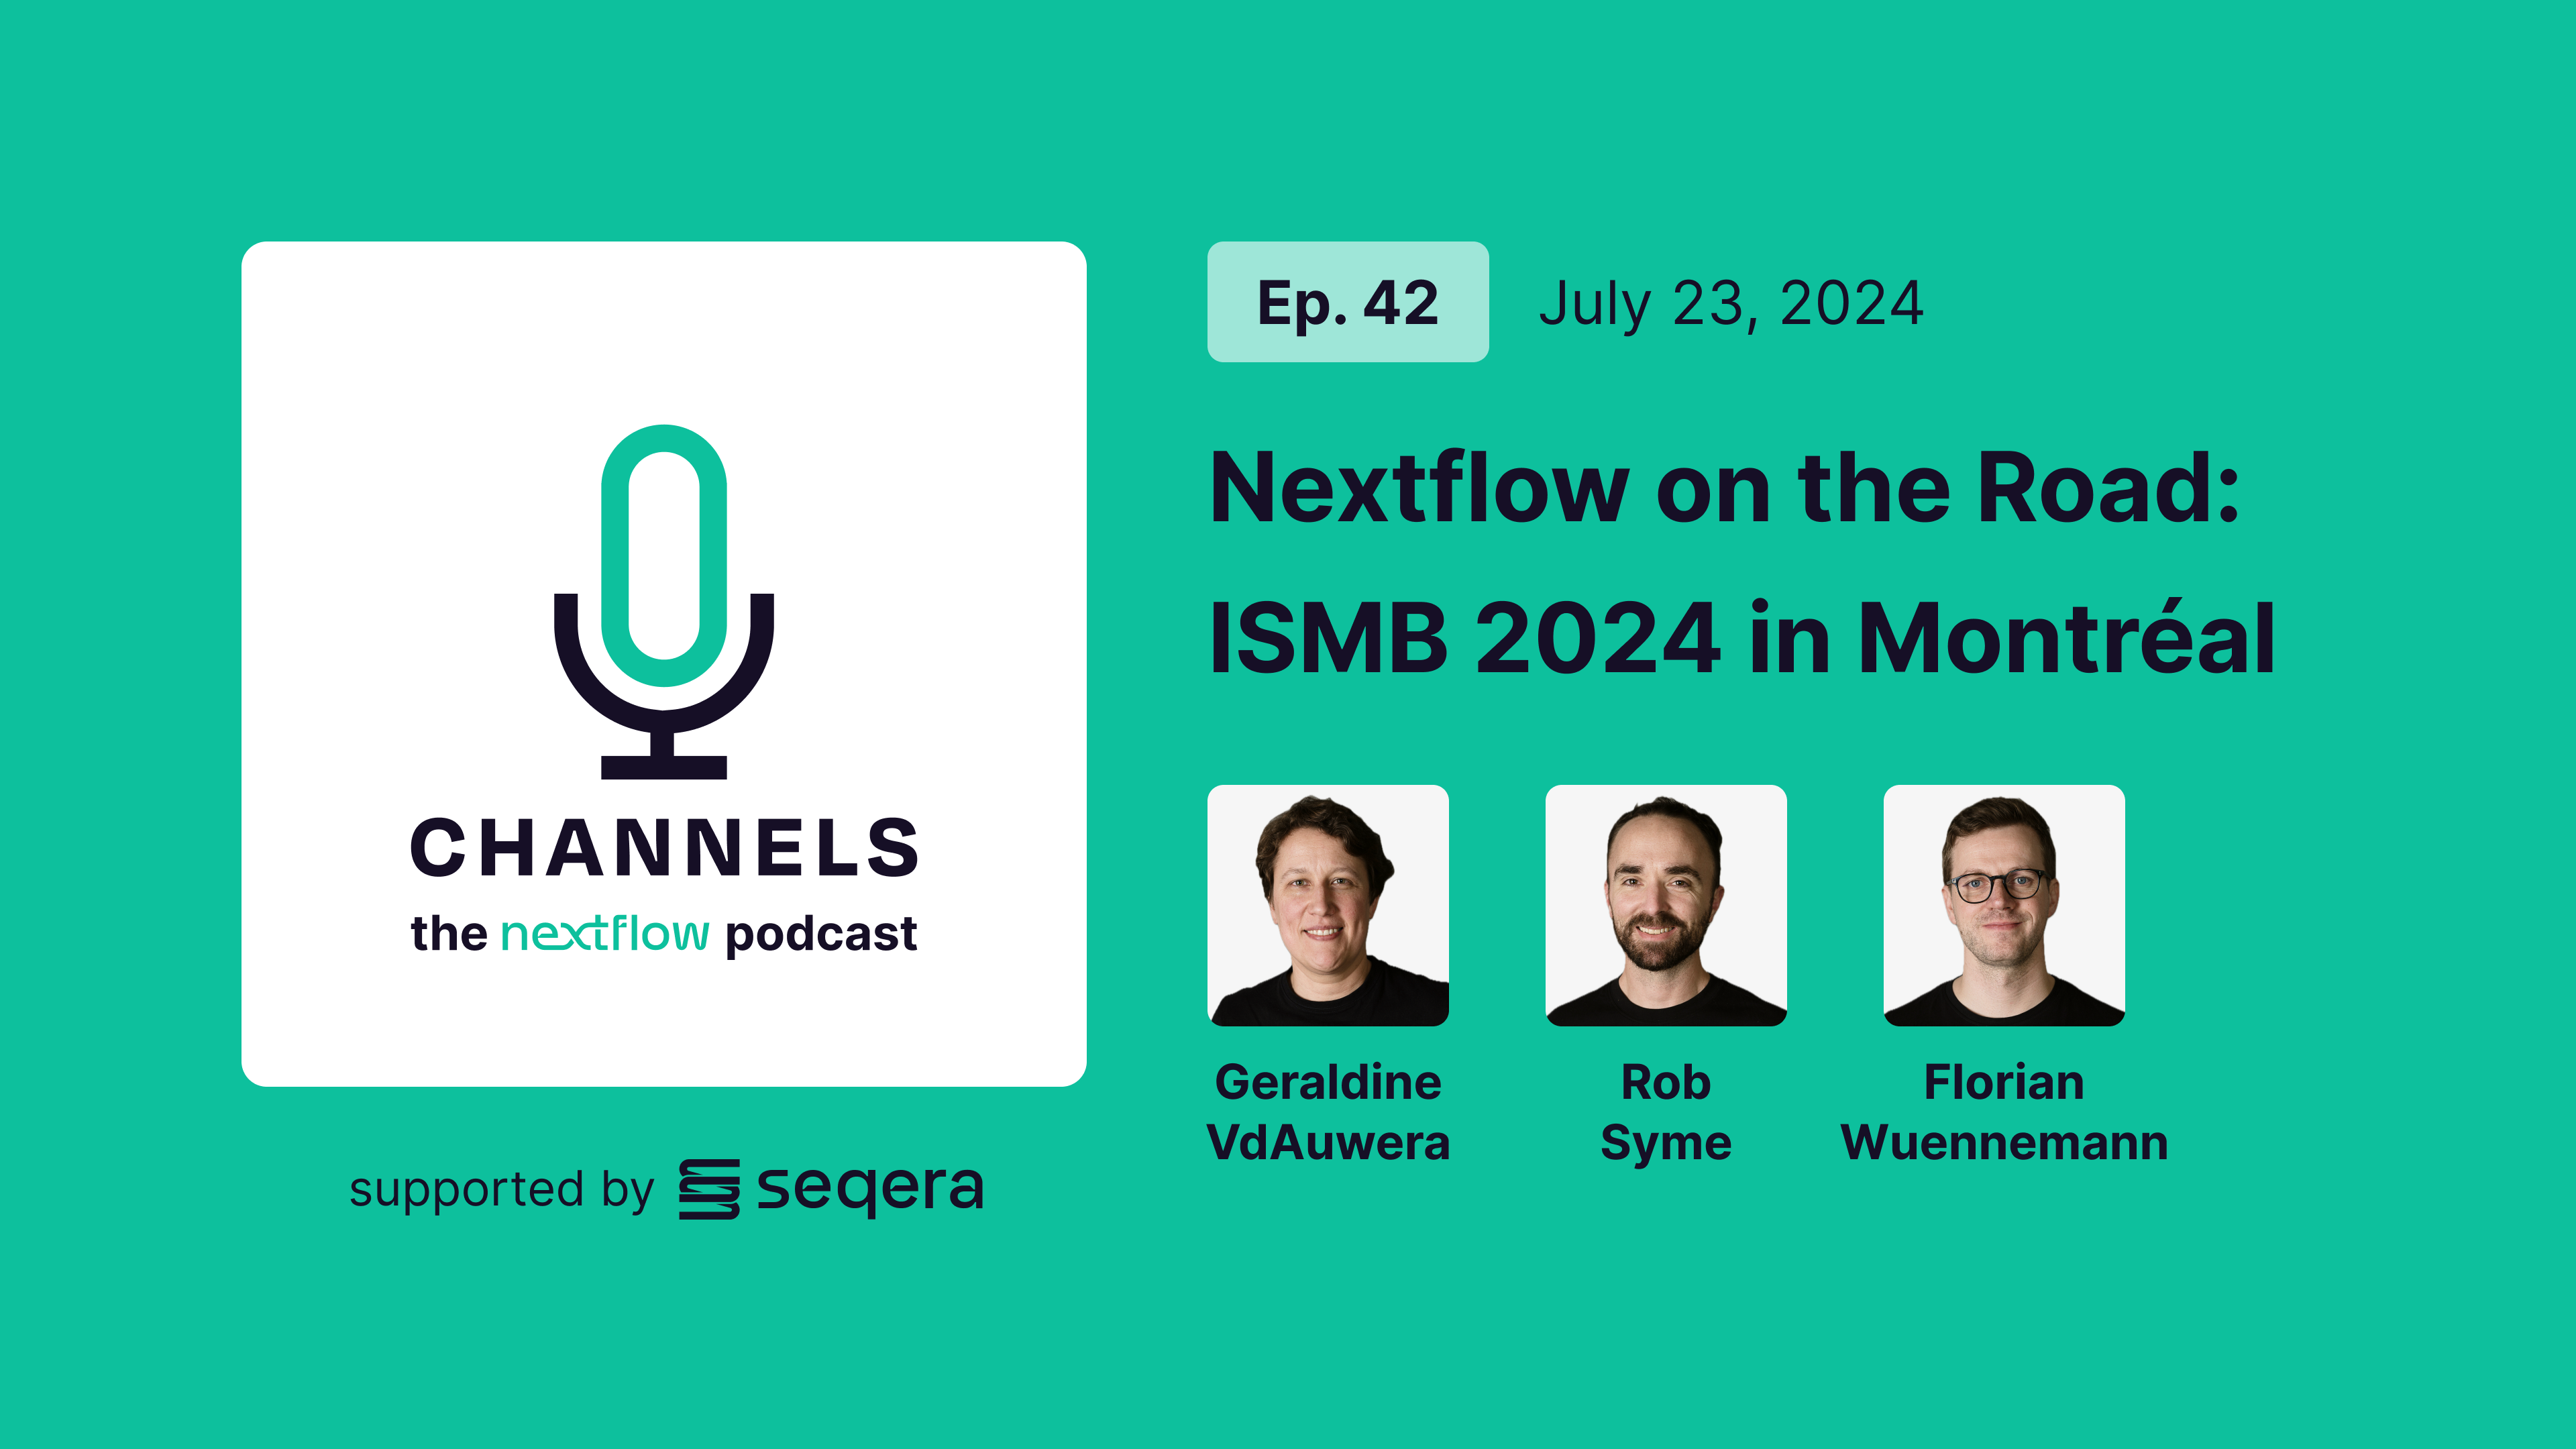 CHANNELS
the nextflow podcast
supported by seqera
Ep. 42
July 23, 2024
Nextflow on the Road:
ISMB 2024 in Montréal
Geraldine
VdAuwera
Rob
Syme
Florian
Wuennemann